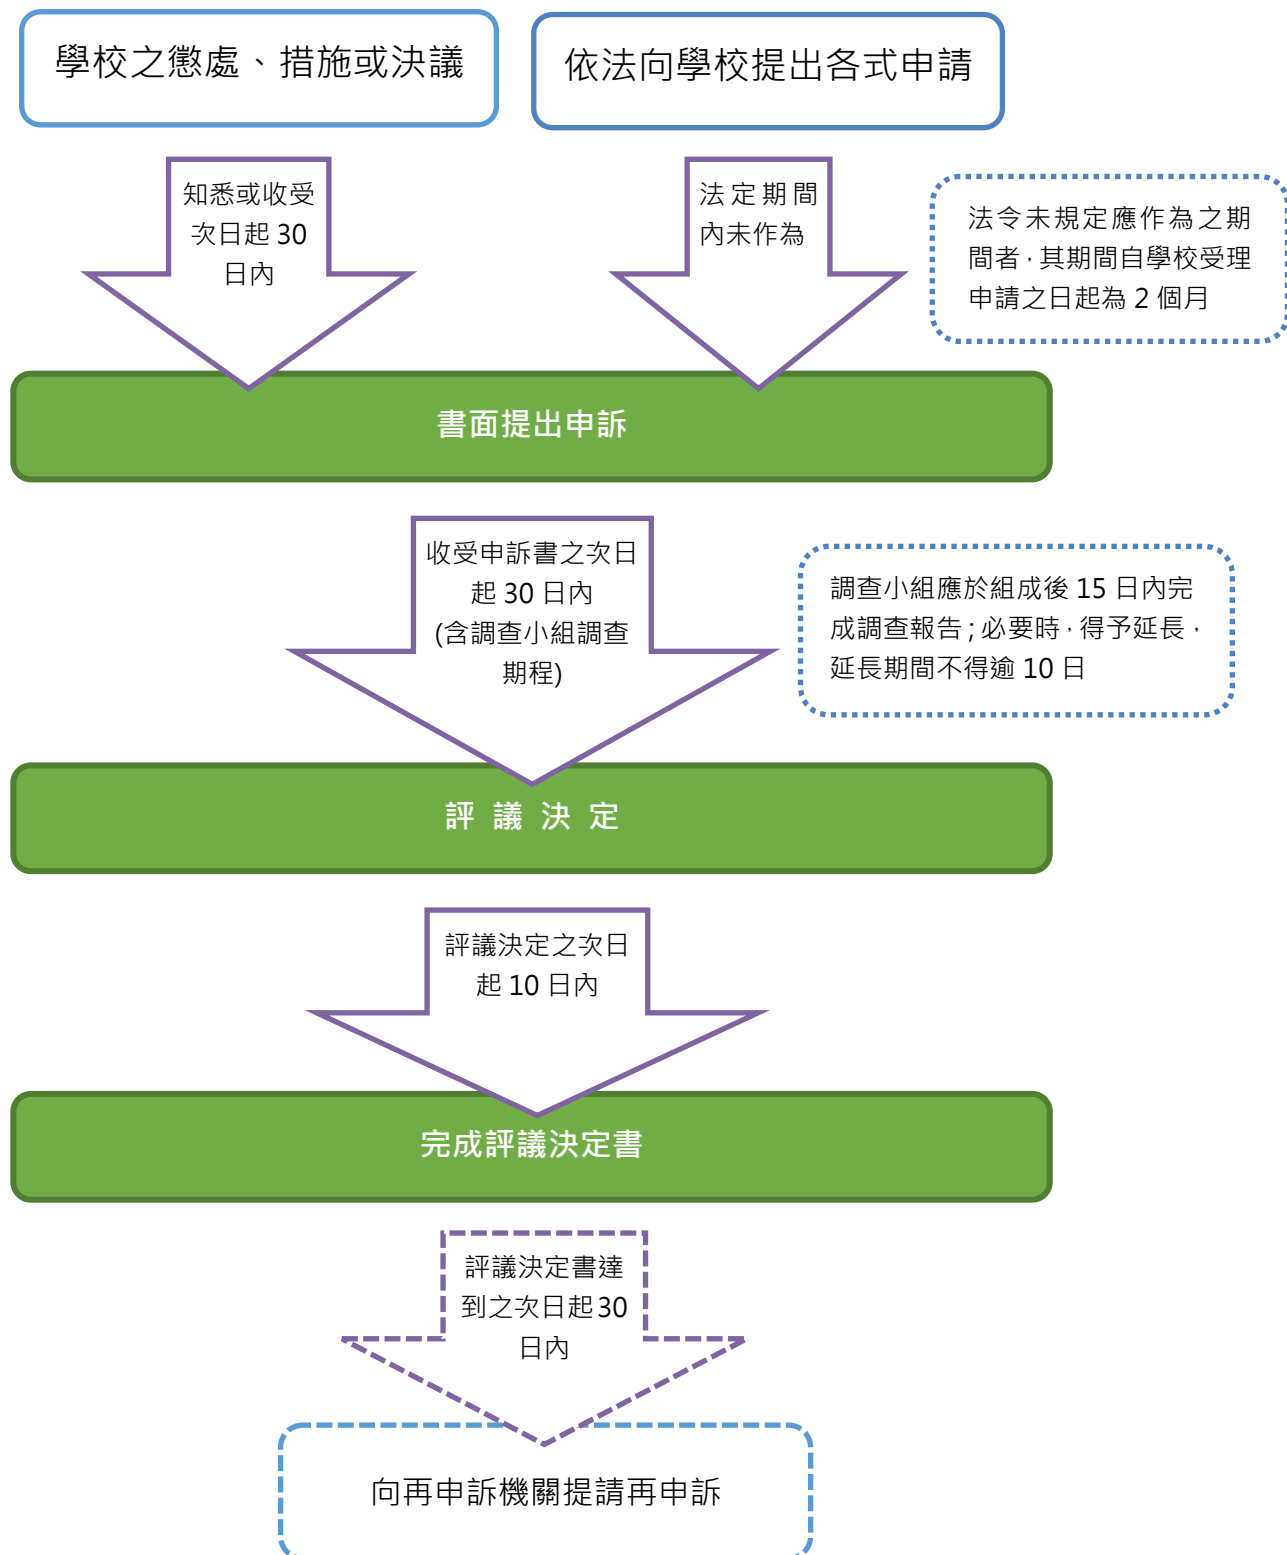 學校之懲處、措施或決議
依法向學校提出各式申請
知悉或收受
次日起 30
日內
法定期間
內未作為
法令未規定應作為之期
間者，其期間自學校受理
申請之日起為 2 個月
書面提出申訴
收受申訴書之次日
起 30 日內
(含調查小組調查
期程)
調查小組應於組成後 15 日內完
成調查報告；必要時，得予延長，
延長期間不得逾 10 日
評 議 決 定
評議決定之次日
起 10 日內
完成評議決定書
評議決定書達
到之次日起 30
日內
向再申訴機關提請再申訴